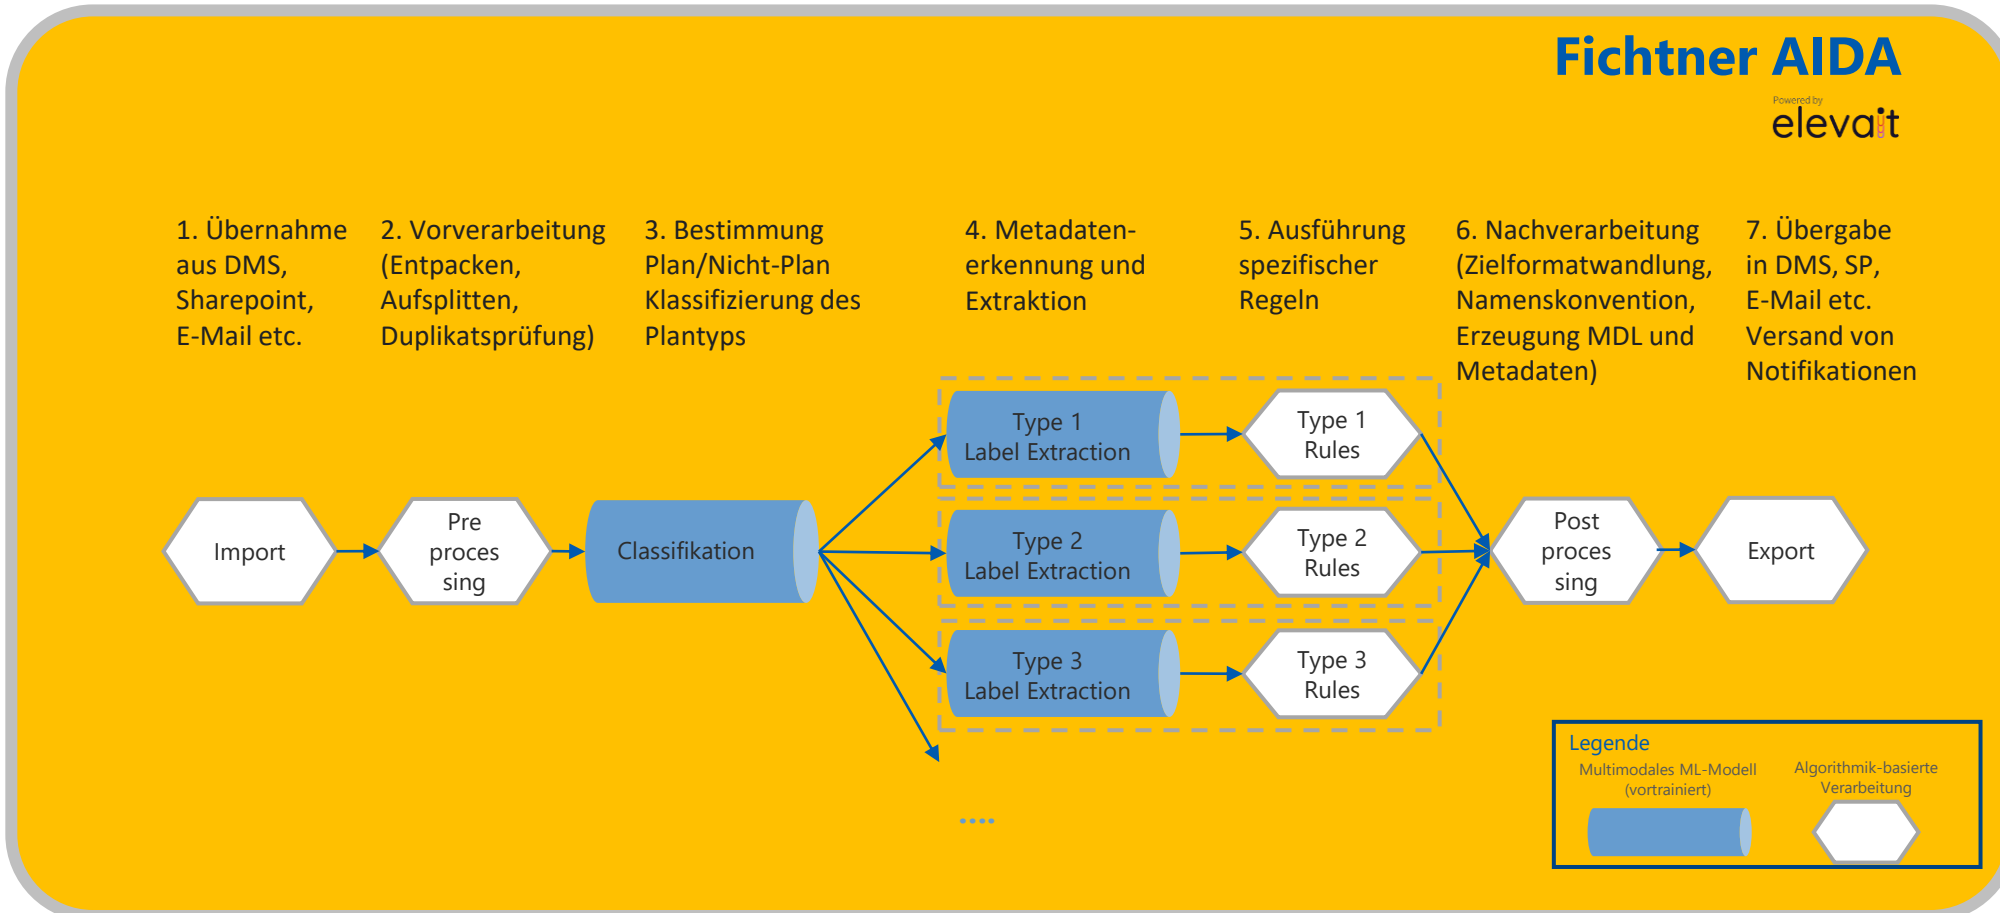 Fichtner AIDA
Powered by
elevait
1. Übernahme
aus DMS,
Sharepoint,
E-Mail etc.
2. Vorverarbeitung
(Entpacken,
Aufsplitten,
Duplikatsprüfung)
3. Bestimmung
Plan/Nicht-Plan
Klassifizierung des
Plantyps
4. Metadaten-
erkennung und
Extraktion
5. Ausführung
spezifischer
Regeln
6. Nachverarbeitung
(Zielformatwandlung,
Namenskonvention,
Erzeugung MDL und
Metadaten)
7. Übergabe
in DMS, SP,
E-Mail etc.
Versand von
Notifikationen
Import
Pre
proces
sing
Classifikation
Type 1
Label Extraction
Type 1
Rules
Type 2
Label Extraction
Type 2
Rules
Type 3
Label Extraction
Type 3
Rules
....
Post
proces
sing
Export
Legende
Multimodales ML-Modell
(vortrainiert)
Algorithmik-basierte
Verarbeitung